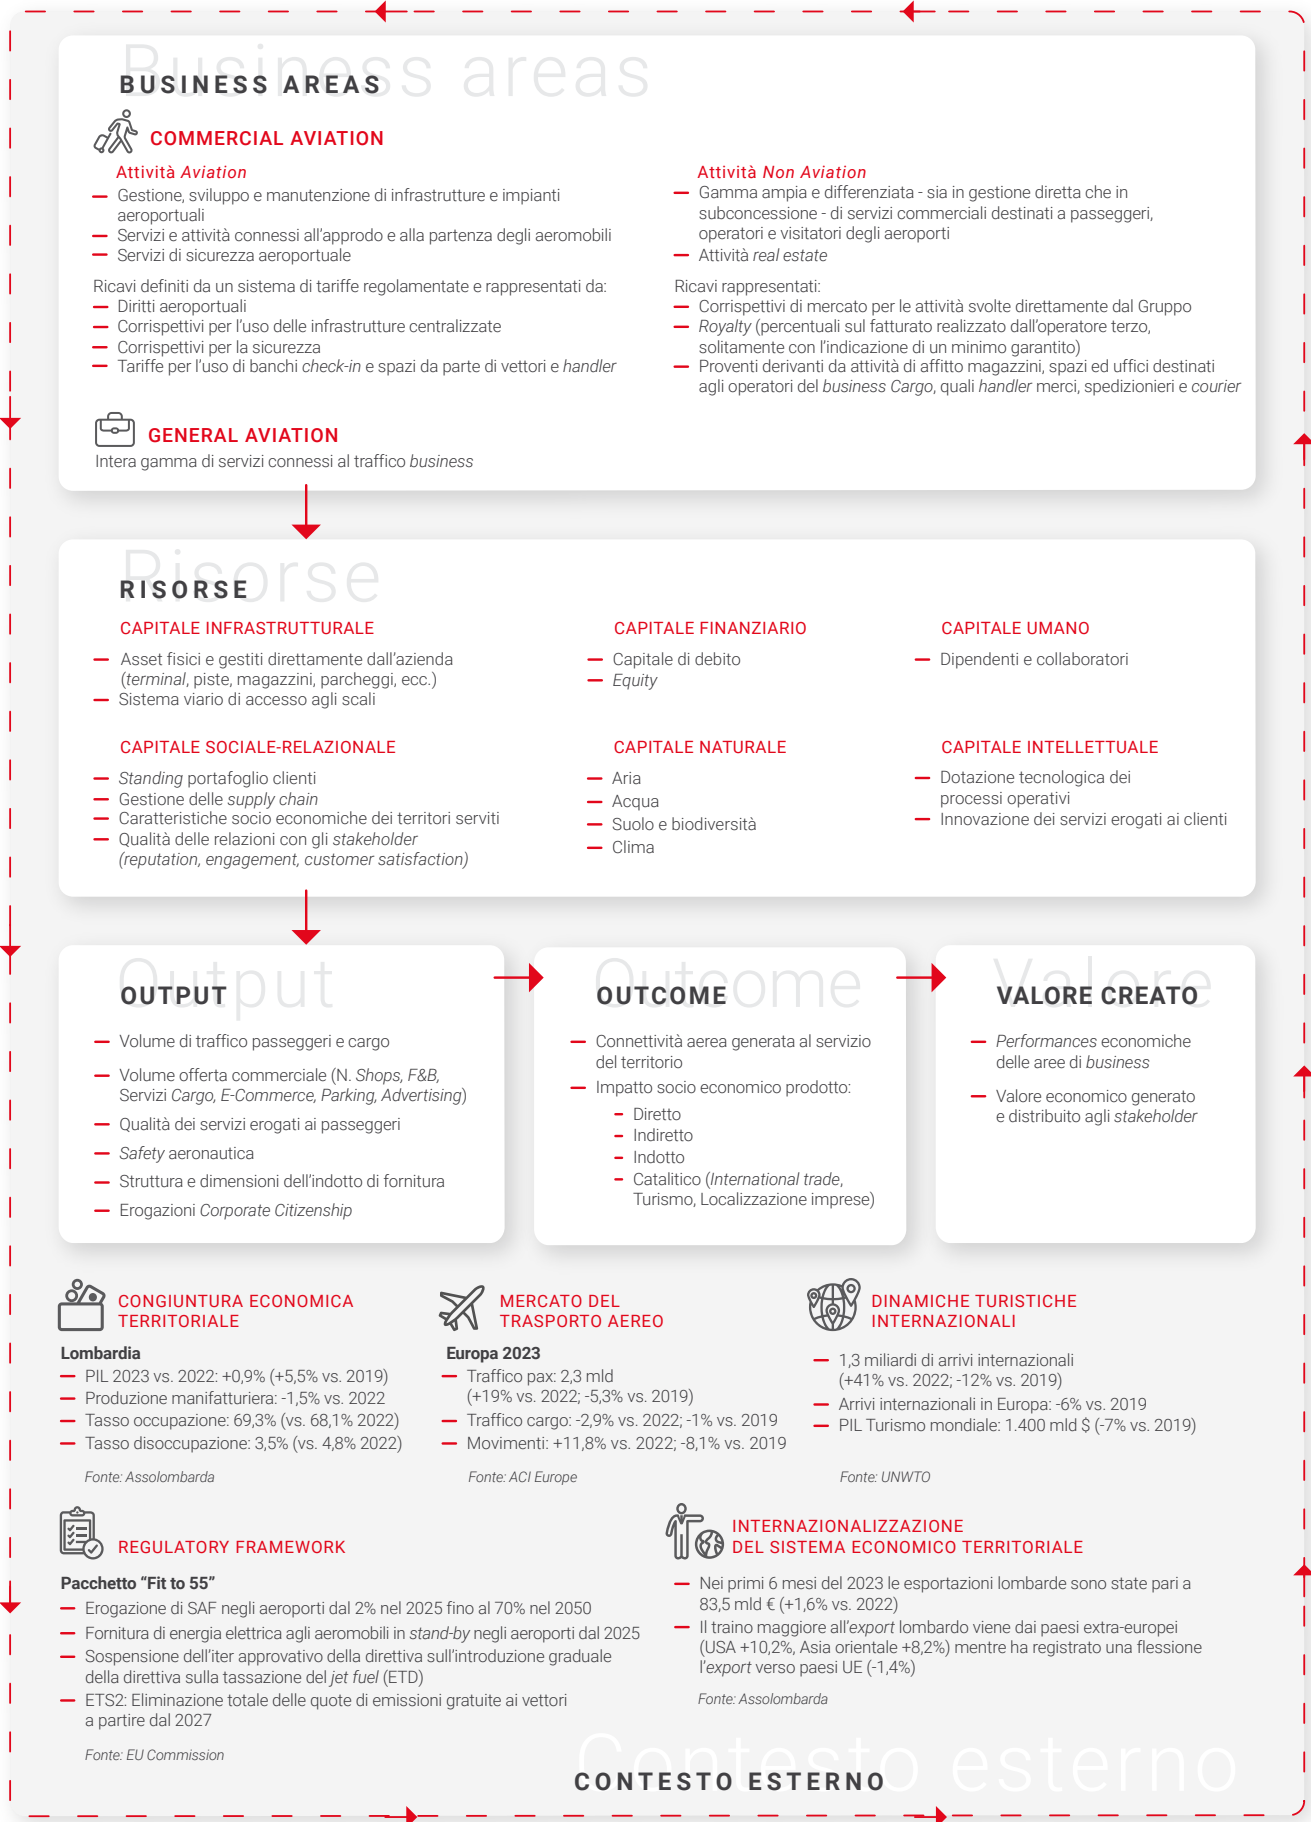 Business areas
BUSINESS AREAS
COMMERCIAL AVIATION
Attività Aviation
Gestione, sviluppo e manutenzione di infrastrutture e impianti
aeroportuali
Servizi e attività connessi all'approdo e alla partenza degli aeromobili
Servizi di sicurezza aeroportuale
Ricavi definiti da un sistema di tariffe regolamentate e rappresentati da:
Diritti aeroportuali
Corrispettivi per l'uso delle infrastrutture centralizzate
Corrispettivi per la sicurezza
Tariffe per l'uso di banchi check-in e spazi da parte di vettori e handler
Attività Non Aviation
Gamma ampia e differenziata - sia in gestione diretta che in
subconcessione - di servizi commerciali destinati a passeggeri,
operatori e visitatori degli aeroporti
Attività real estate
Ricavi rappresentati:
Corrispettivi di mercato per le attività svolte direttamente dal Gruppo
Royalty (percentuali sul fatturato realizzato dall'operatore terzo,
solitamente con l'indicazione di un minimo garantito)
Proventi derivanti da attività di affitto magazzini, spazi ed uffici destinati
agli operatori del business Cargo, quali handler merci, spedizionieri e courier
GENERAL AVIATION
Intera gamma di servizi connessi al traffico business
Risorse
RISORSE
CAPITALE INFRASTRUTTURALE
Asset fisici e gestiti direttamente dall'azienda
(terminal, piste, magazzini, parcheggi, ecc.)
Sistema viario di accesso agli scali
CAPITALE FINANZIARIO
Capitale di debito
Equity
CAPITALE UMANO
Dipendenti e collaboratori
CAPITALE SOCIALE-RELAZIONALE
Standing portafoglio clienti
Gestione delle supply chain
Caratteristiche socio economiche dei territori serviti
Qualità delle relazioni con gli stakeholder
(reputation, engagement, customer satisfaction)
CAPITALE NATURALE
Aria
Acqua
Suolo e biodiversità
Clima
CAPITALE INTELLETTUALE
Dotazione tecnologica dei
processi operativi
Innovazione dei servizi erogati ai clienti
Output
OUTPUT
Volume di traffico passeggeri e cargo
Volume offerta commerciale (N. Shops, F&B,
Servizi Cargo, E-Commerce, Parking, Advertising)
Qualità dei servizi erogati ai passeggeri
Safety aeronautica
Struttura e dimensioni dell'indotto di fornitura
Erogazioni Corporate Citizenship
Outcome
OUTCOME
Connettività aerea generata al servizio
del territorio
Impatto socio economico prodotto:
Diretto
Indiretto
Indotto
Catalitico (International trade,
Turismo, Localizzazione imprese)
Valore
VALORE CREATO
Performances economiche
delle aree di business
Valore economico generato
e distribuito agli stakeholder
CONGIUNTURA ECONOMICA
TERRITORIALE
Lombardia
PIL 2023 vs. 2022: +0,9% (+5,5% vs. 2019)
Produzione manifatturiera: -1,5% vs. 2022
Tasso occupazione: 69,3% (vs. 68,1% 2022)
Tasso disoccupazione: 3,5% (vs. 4,8% 2022)
Fonte: Assolombarda
MERCATO DEL
TRASPORTO AEREO
Europa 2023
Traffico pax: 2,3 mld
(+19% vs. 2022; -5,3% vs. 2019)
Traffico cargo: -2,9% vs. 2022; -1% vs. 2019
Movimenti: +11,8% vs. 2022; -8,1% vs. 2019
Fonte: ACI Europe
DINAMICHE TURISTICHE
INTERNAZIONALI
1,3 miliardi di arrivi internazionali
(+41% vs. 2022; -12% vs. 2019)
Arrivi internazionali in Europa: -6% vs. 2019
PIL Turismo mondiale: 1.400 mld $ (-7% vs. 2019)
Fonte: UNWTO
REGULATORY FRAMEWORK
Pacchetto “Fit to 55”
Erogazione di SAF negli aeroporti dal 2% nel 2025 fino al 70% nel 2050
Fornitura di energia elettrica agli aeromobili in stand-by negli aeroporti dal 2025
Sospensione dell'iter approvativo della direttiva sull'introduzione graduale
della direttiva sulla tassazione del jet fuel (ETD)
ETS2: Eliminazione totale delle quote di emissioni gratuite ai vettori
a partire dal 2027
Fonte: EU Commission
INTERNAZIONALIZZAZIONE
DEL SISTEMA ECONOMICO TERRITORIALE
Nei primi 6 mesi del 2023 le esportazioni lombarde sono state pari a
83,5 mld € (+1,6% vs. 2022)
Il traino maggiore all'export lombardo viene dai paesi extra-europei
(USA +10,2%, Asia orientale +8,2%) mentre ha registrato una flessione
l'export verso paesi UE (-1,4%)
Fonte: Assolombarda
Contesto esterno
CONTESTO ESTERNO